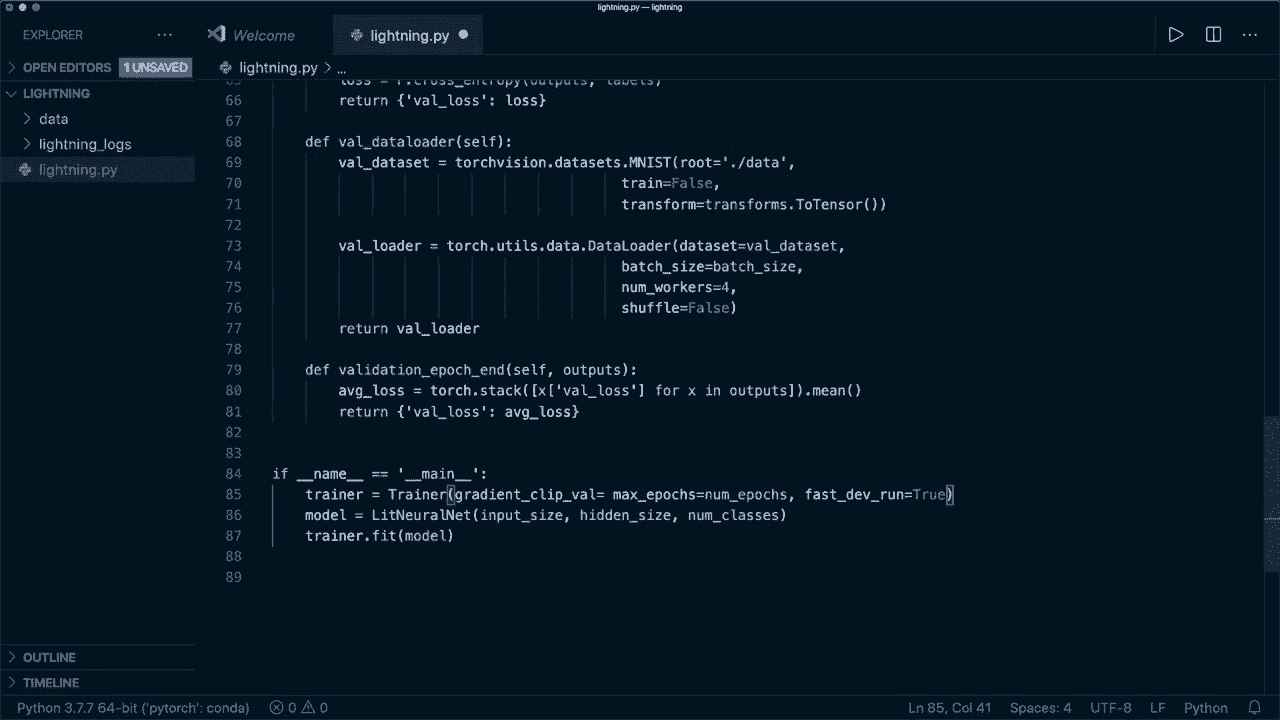 lightning.py — lightning
EXPLORER
Welcome
lightning.py
OPEN EDITORS 1 UNSAVED
lightning.py > ...
LIGHTNING
data
lightning_logs
lightning.py
66 return {'val_loss': loss}
67
68 def val_dataloader(self):
69 val_dataset = torchvision.datasets.MNIST(root='./data',
70 train=False,
71 transform=transforms.ToTensor())
72
73 val_loader = torch.utils.data.DataLoader(dataset=val_dataset,
74 batch_size=batch_size,
75 num_workers=4,
76 shuffle=False)
77 return val_loader
78
79 def validation_epoch_end(self, outputs):
80 avg_loss = torch.stack([x['val_loss'] for x in outputs]).mean()
81 return {'val_loss': avg_loss}
82
83
84 if __name__ == '__main__':
85 trainer = Trainer(gradient_clip_val= max_epochs=num_epochs, fast_dev_run=True)
86 model = LitNeuralNet(input_size, hidden_size, num_classes)
87 trainer.fit(model)
88
89
OUTLINE
TIMELINE
Python 3.7.7 64-bit ('pytorch': conda) 0 0 Ln 85, Col 41 Spaces: 4 UTF-8 LF Python